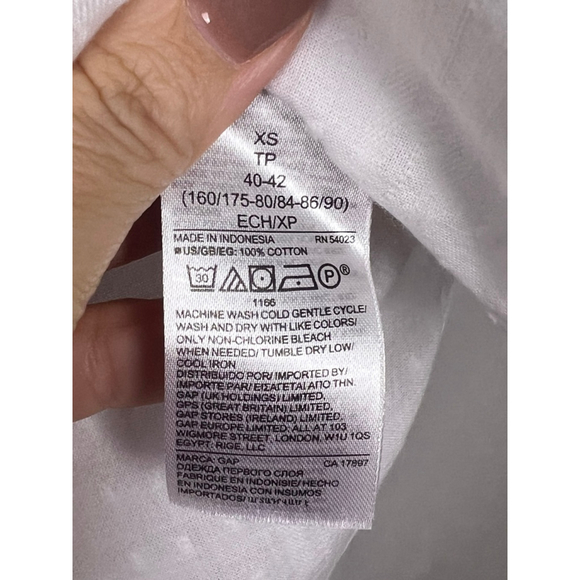 XS
TP
40-42
(160/175-80/84-86/90)
ECH/XP
MADE IN INDONESIA RN 54023
US/GB/EG: 100% COTTON
30 P®
1166
MACHINE WASH COLD GENTLE CYCLE/
WASH AND DRY WITH LIKE COLORS/
ONLY NON-CHLORINE BLEACH
WHEN NEEDED/ TUMBLE DRY LOW/
COOL IRON
DISTRIBUIDO POR/IMPORTED BY/
IMPORTE PAR/ ΕΙΣΑΓΕΤΑΙ ΑΠΟ ΤΗΝ.
GAP (UK HOLDINGS) LIMITED,
GPS (GREAT BRITAIN) LIMITED,
GAP STORES (IRELAND) LIMITED,
GAP EUROPE LIMITED: ALL AT 103
WIGMORE STREET, LONDON, W1U 1QS
EGYPT, RIGE, LLC
MARCA: GAP CA 17897
ОДЕЖДА ПЕРВОГО СЛОЯ
FABRIQUE EN INDONISIE/ HECHO
EN INDONESIA CON INSUMOS
IMPORTADOS/